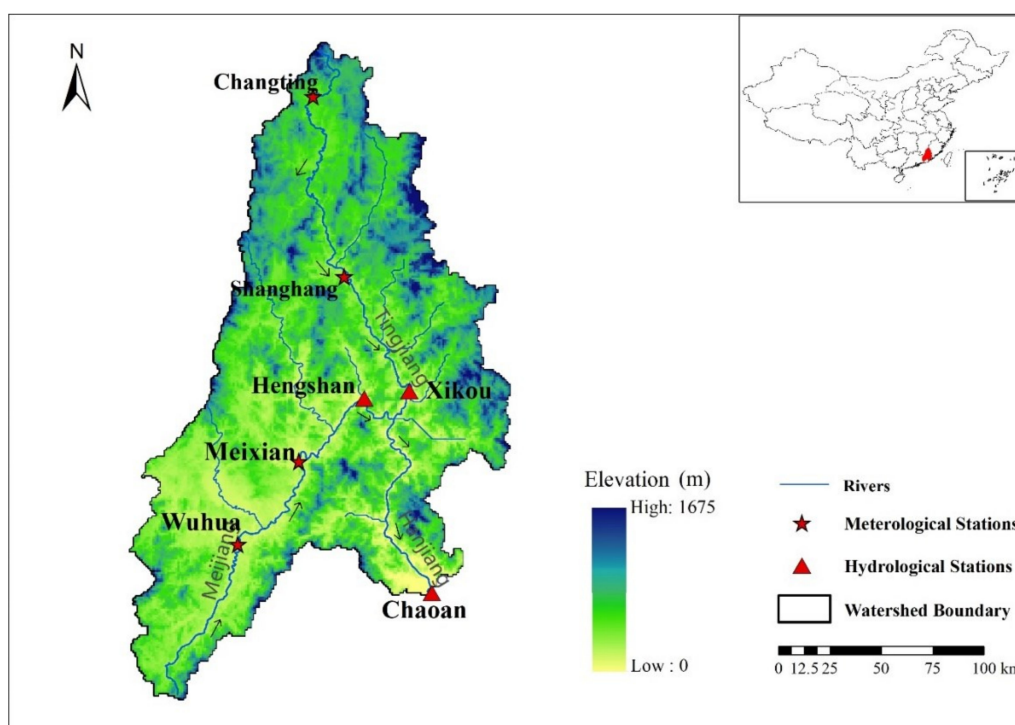 N
Changting
Shanghang
Tingjiang
Hengshan
Xikou
Meixian
Wuhua
Meijiang
Hanjiang
Chaoan
Elevation (m)
High: 1675
Low : 0
Rivers
Meterological Stations
Hydrological Stations
Watershed Boundary
0 12.5 25 50 75 100 km